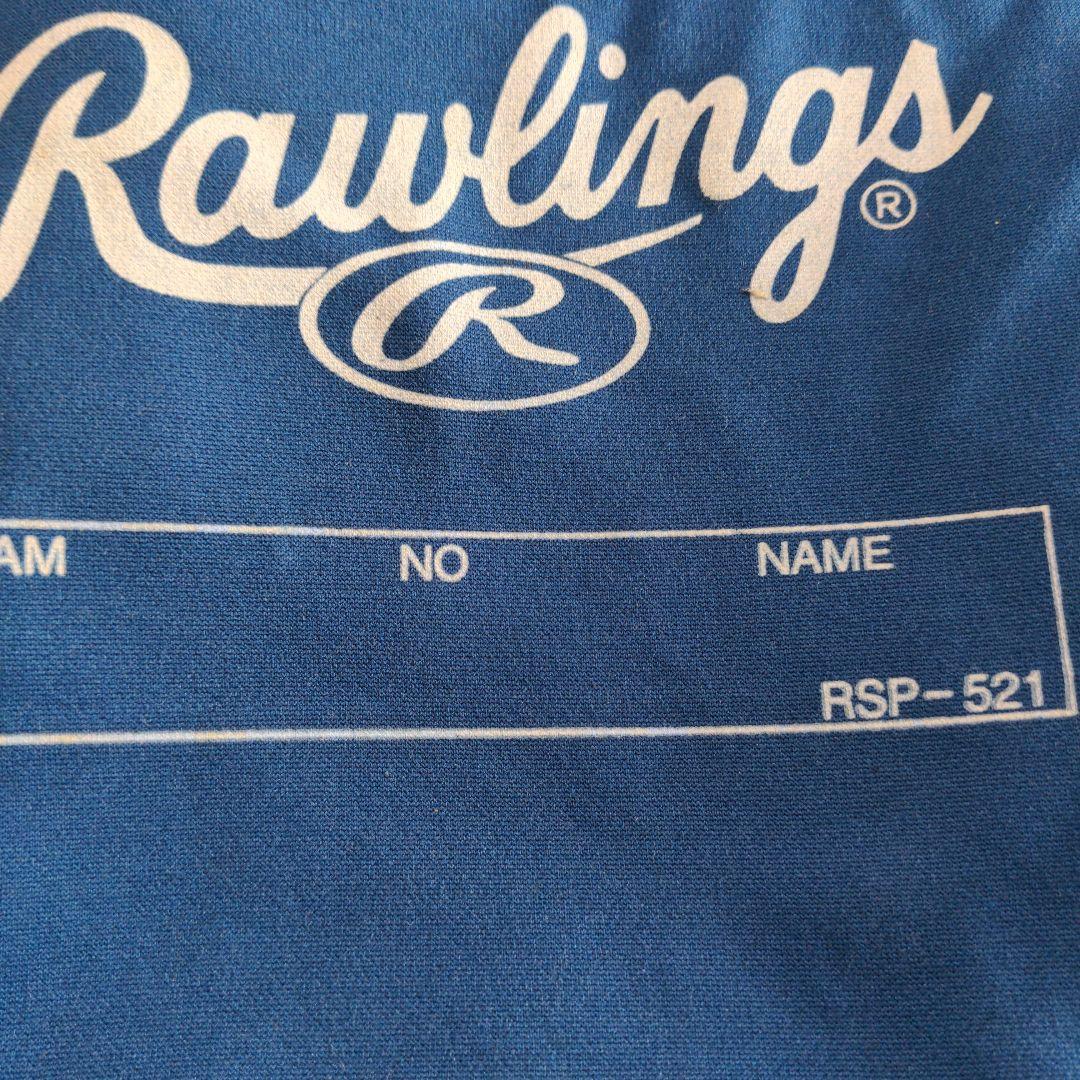 Rawlings®
R
AM NO NAME
RSP-521